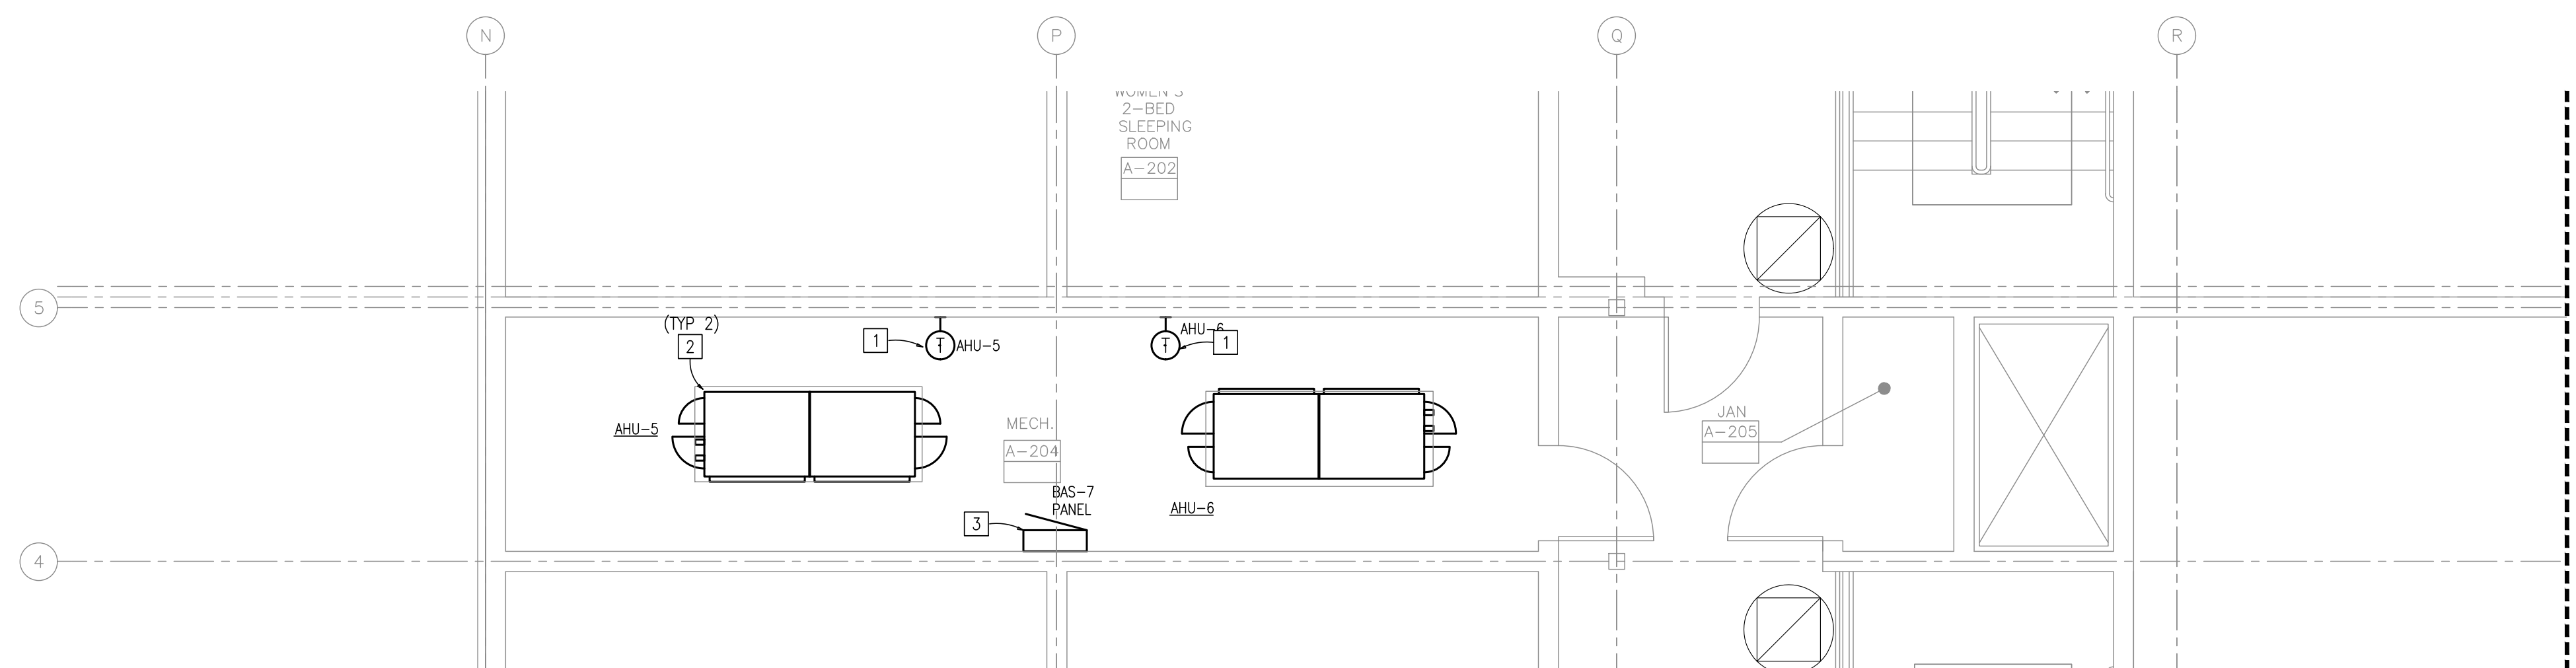 N
P
Q
R
WOMEN'S
2-BED
SLEEPING
ROOM
A-202
5
(TYP 2)
2
1
T
AHU-5
T
AHU-6
1
AHU-5
MECH.
A-204
JAN
A-205
BAS-7
PANEL
3
AHU-6
4